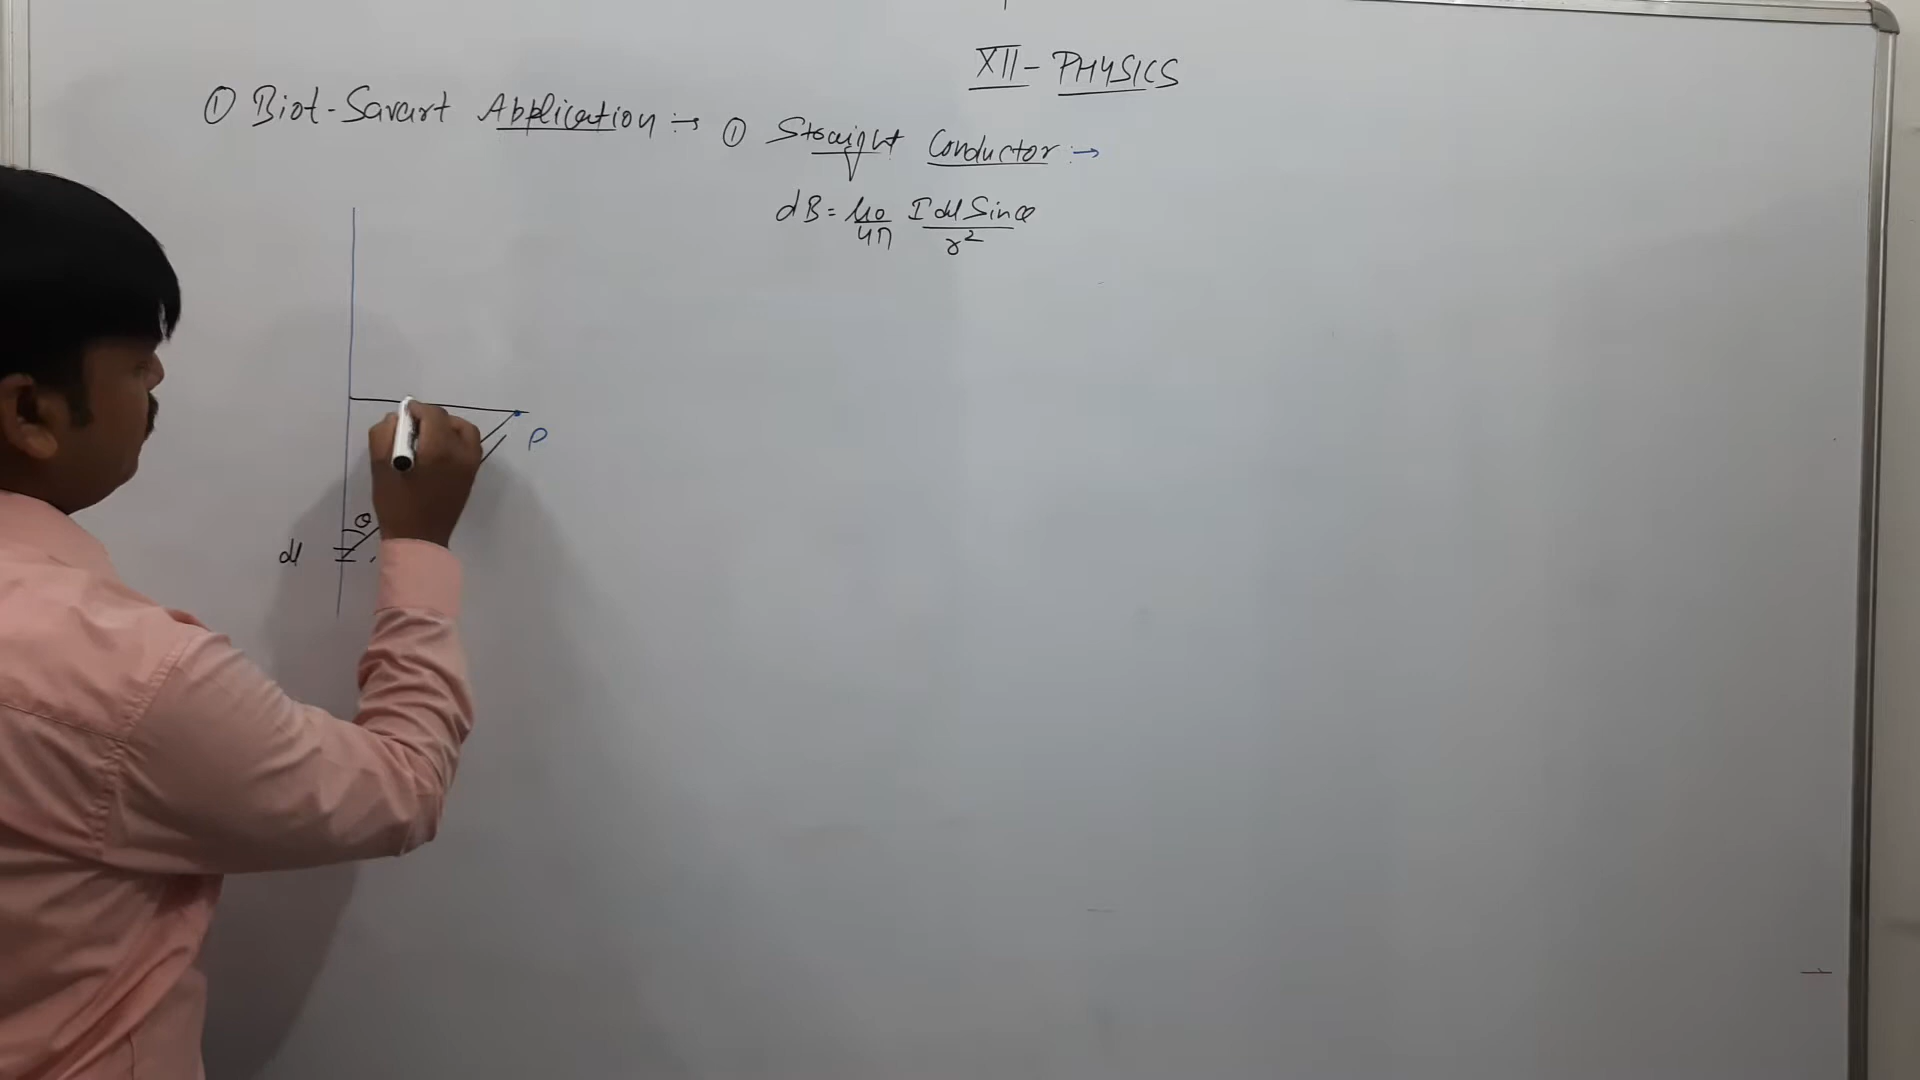 XII - PHYSICS
① Biot-Savart Application :→ ① Straight Conductor :→
dB = μ0/4π I dl Sinθ/r²
P
θ
dl